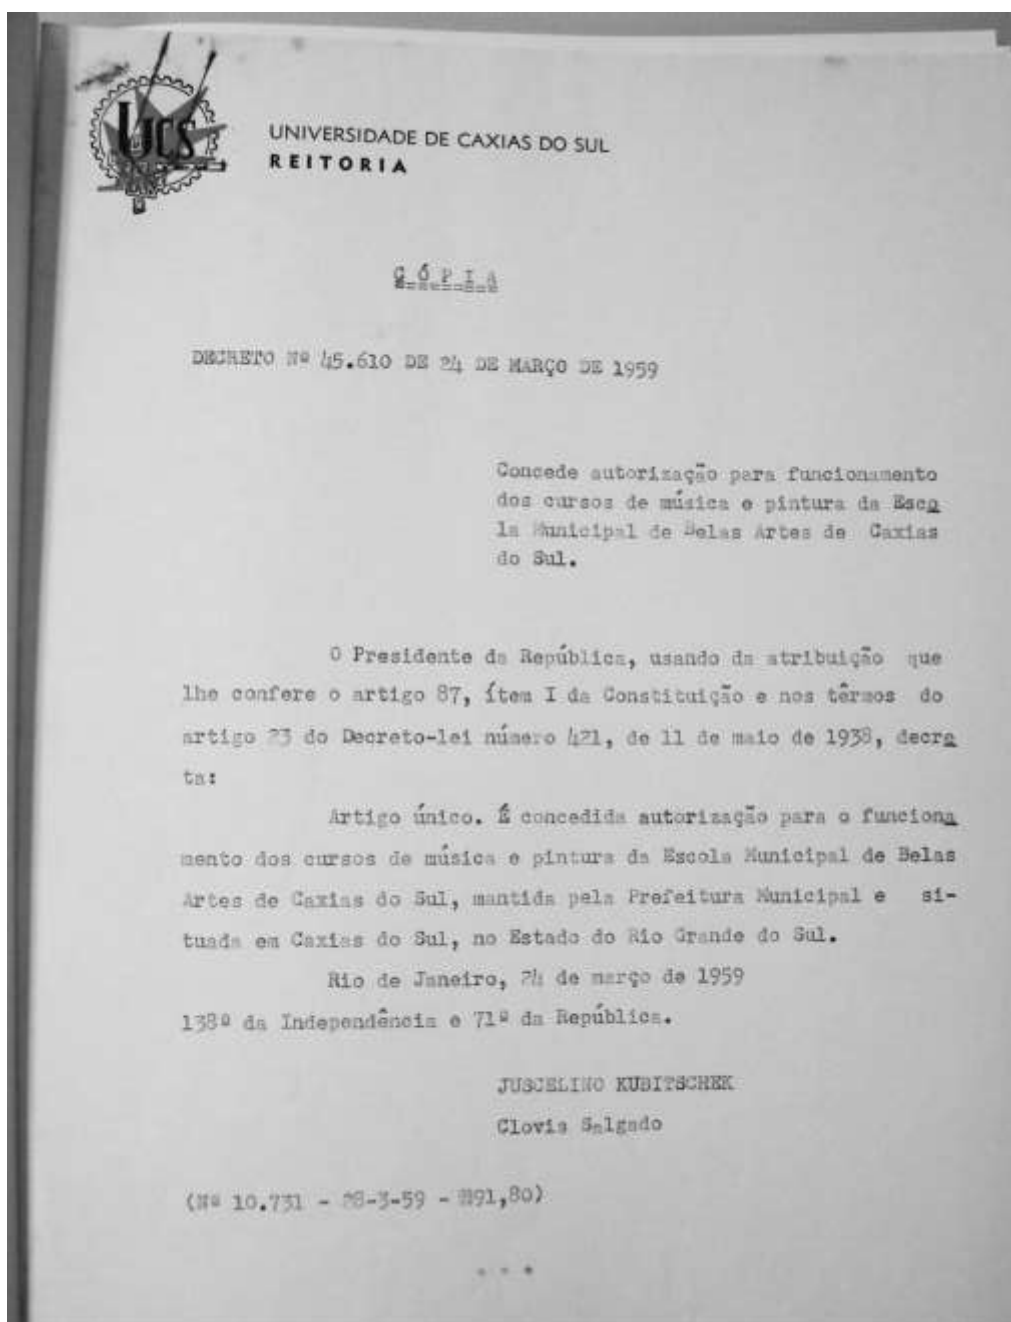 UCS
UNIVERSIDADE DE CAXIAS DO SUL
REITORIA
CÓPIA
DECRETO Nº 45.610 DE 24 DE MARÇO DE 1959
Concede autorização para funcionamento
dos cursos de música e pintura da Esco
la Municipal de Belas Artes de Caxias
do Sul.
O Presidente da República, usando da atribuição que
lhe confere o artigo 87, ítem I da Constituição e nos têrmos do
artigo 23 do Decreto-lei número 421, de 11 de maio de 1938, decre
ta:
Artigo único. É concedida autorização para o funciona
mento dos cursos de música e pintura da Escola Municipal de Belas
Artes de Caxias do Sul, mantida pela Prefeitura Municipal e si-
tuada em Caxias do Sul, no Estado do Rio Grande do Sul.
Rio de Janeiro, 24 de março de 1959
138º da Independência e 71º da República.
JUSCELINO KUBITSCHEK
Clovis Salgado
(Nº 10.731 - 28-3-59 -